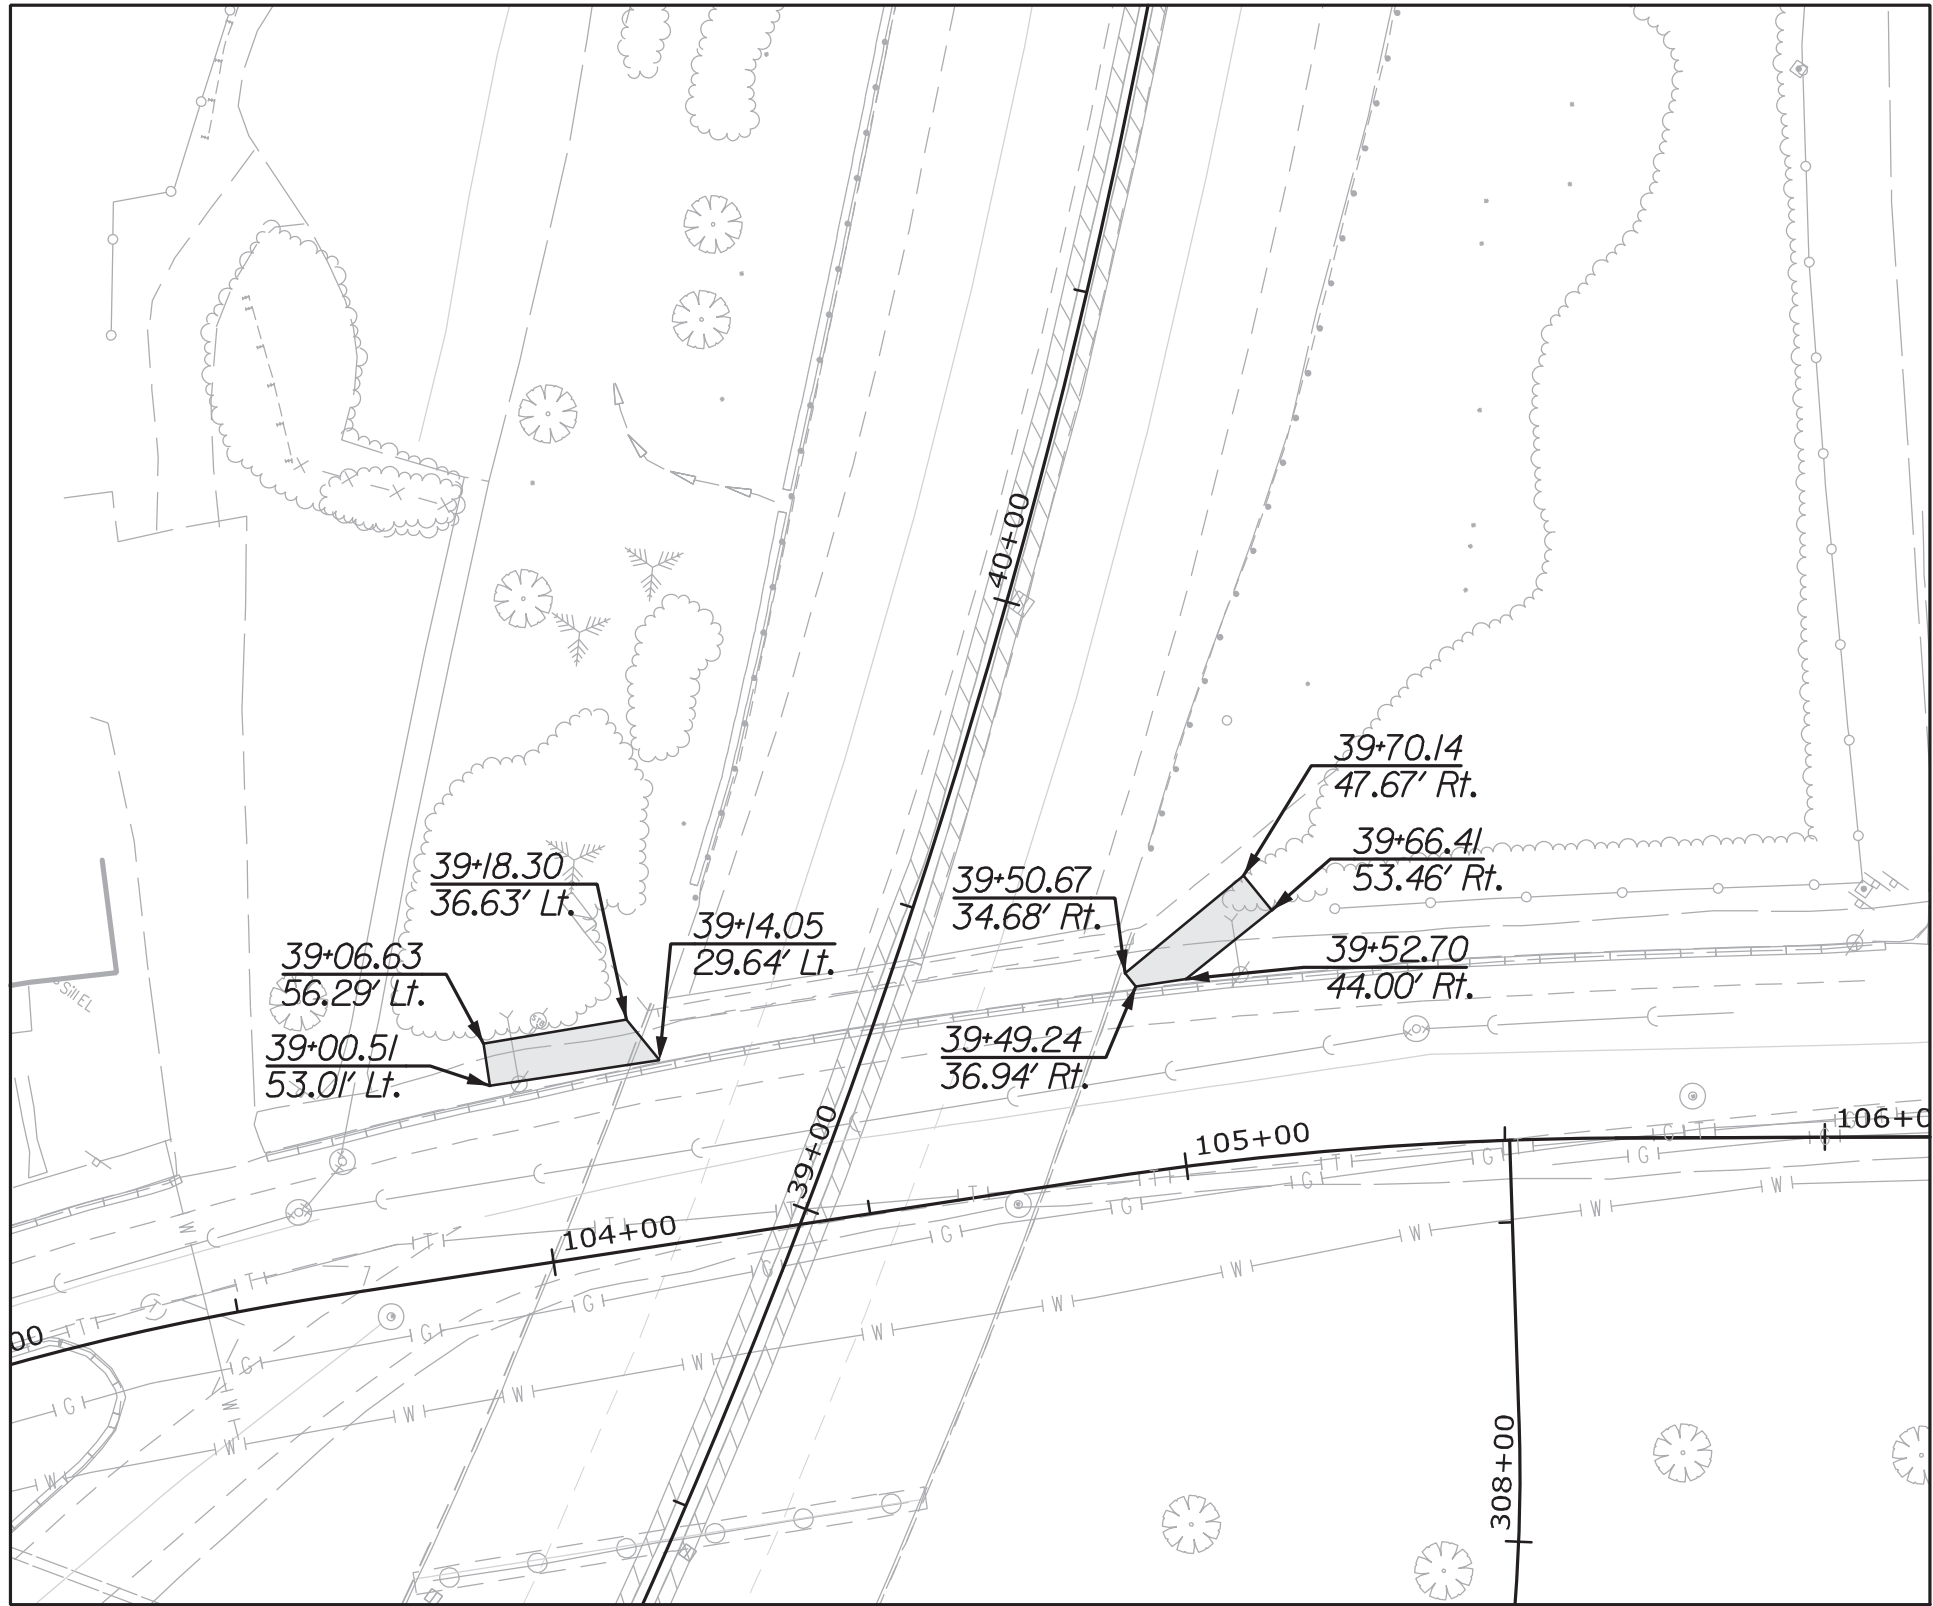 40+00
39+70.14
47.67' Rt.
39+66.41
53.46' Rt.
39+18.30
36.63' Lt.
39+50.67
34.68' Rt.
39+14.05
29.64' Lt.
39+52.70
44.00' Rt.
39+06.63
56.29' Lt.
Sill EL
39+00.51
53.01' Lt.
39+49.24
36.94' Rt.
39+00
105+00
106+0
104+00
00
T T T T T T T T
G G G G G G G G G
W W W W W W W W W W
308+00